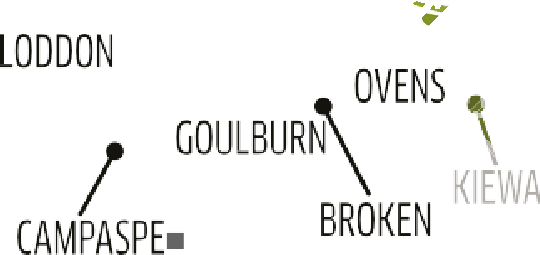 LODDON
OVENS
GOULBURN
KIEWA
BROKEN
CAMPASPE